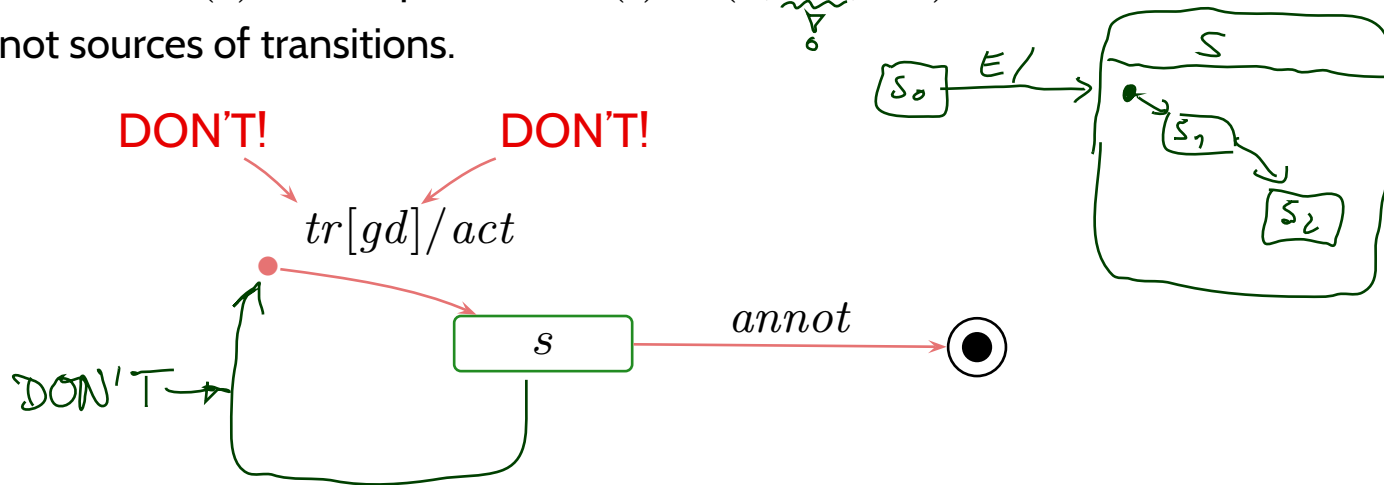 not sources of transitions.
S
S0
E/
DON'T!
DON'T!
S1
tr[gd]/act
S2
annot
s
DON'T